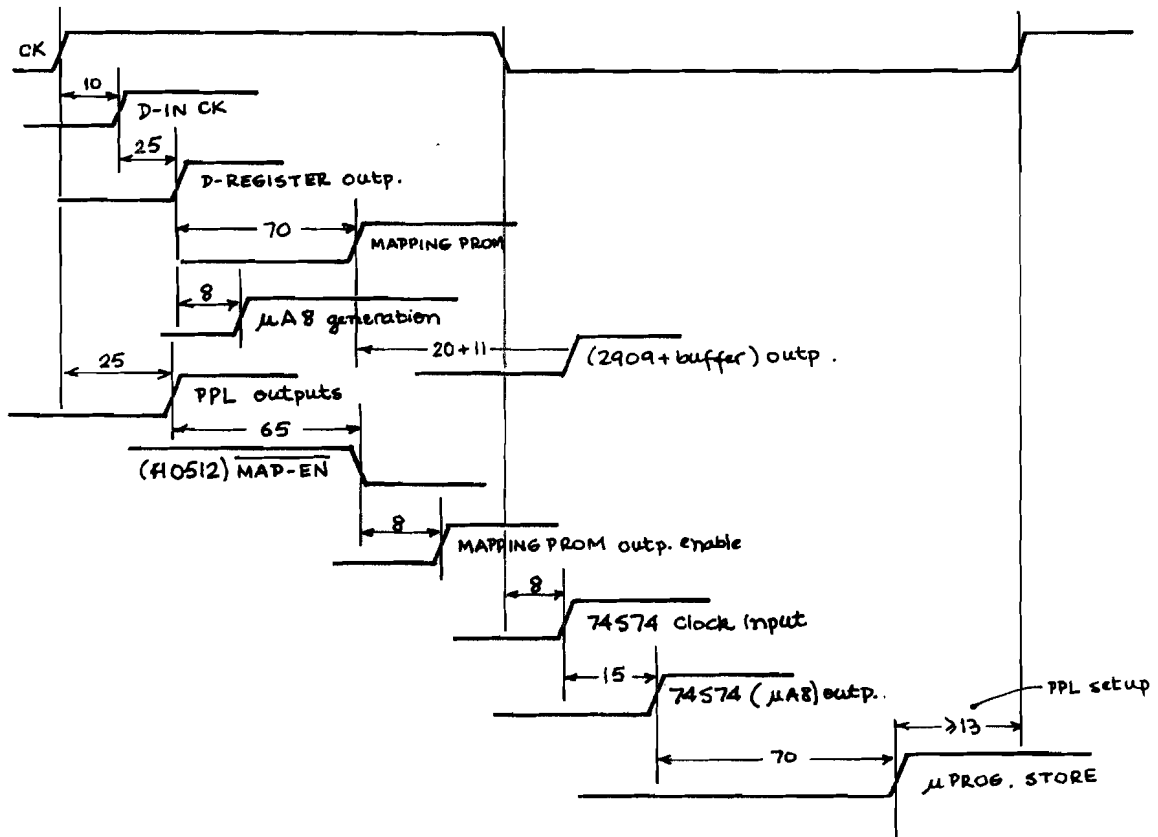 CK
10
D-IN CK
25
D-REGISTER outp.
70
MAPPING PROM
8
μA8 generation
20+11
(2909+buffer) outp.
25
PPL outputs
65
(H0512) MAP-EN
8
MAPPING PROM outp. enable
8
74S74 Clock input
15
74S74 (μA8) outp..
PPL setup
≥13
70
μ PROG. STORE